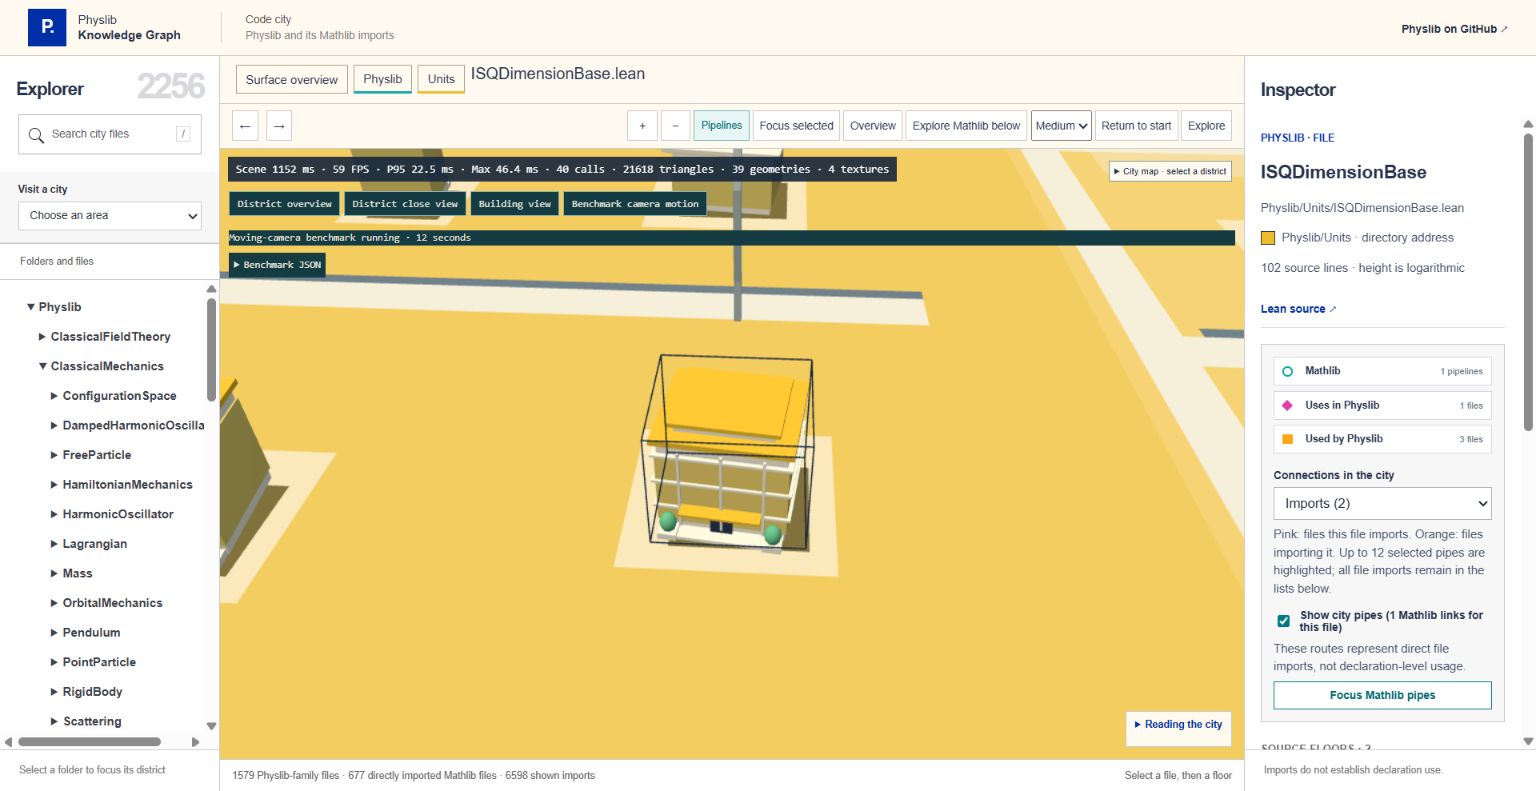 P.
Physlib
Knowledge Graph
Code city
Physlib and its Mathlib imports
Physlib on GitHub ↗
Explorer
2256
Search city files
/
Visit a city
Choose an area
Folders and files
▼ Physlib
▶ ClassicalFieldTheory
▼ ClassicalMechanics
▶ ConfigurationSpace
▶ DampedHarmonicOscilla
▶ FreeParticle
▶ HamiltonianMechanics
▶ HarmonicOscillator
▶ Lagrangian
▶ Mass
▶ OrbitalMechanics
▶ Pendulum
▶ PointParticle
▶ RigidBody
▶ Scattering
Select a folder to focus its district
Surface overview
Physlib
Units
ISQDimensionBase.lean
←
→
+
−
Pipelines
Focus selected
Overview
Explore Mathlib below
Medium
Return to start
Explore
Scene 1152 ms · 59 FPS · P95 22.5 ms · Max 46.4 ms · 40 calls · 21618 triangles · 39 geometries · 4 textures
▶ City map · select a district
District overview
District close view
Building view
Benchmark camera motion
Moving-camera benchmark running · 12 seconds
▶ Benchmark JSON
▶ Reading the city
1579 Physlib-family files · 677 directly imported Mathlib files · 6598 shown imports
Select a file, then a floor
Inspector
PHYSLIB · FILE
ISQDimensionBase
Physlib/Units/ISQDimensionBase.lean
Physlib/Units · directory address
102 source lines · height is logarithmic
Lean source ↗
Mathlib
1 pipelines
Uses in Physlib
1 files
Used by Physlib
3 files
Connections in the city
Imports (2)
Pink: files this file imports. Orange: files
importing it. Up to 12 selected pipes are
highlighted; all file imports remain in the
lists below.
Show city pipes (1 Mathlib links for
this file)
These routes represent direct file
imports, not declaration-level usage.
Focus Mathlib pipes
SOURCE FLOORS
Imports do not establish declaration use.